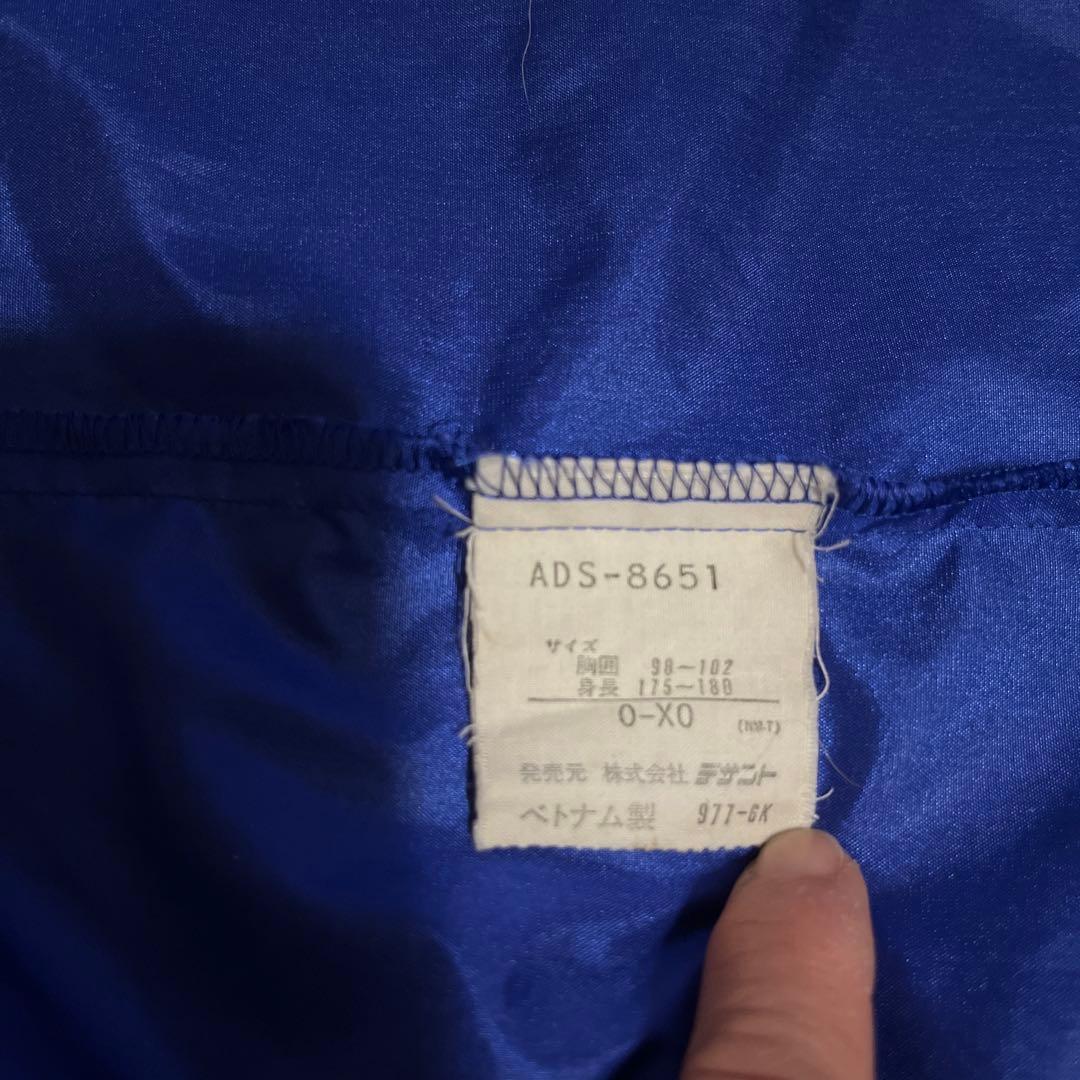 ADS-8651
サイズ
胸囲 98〜102
身長 175〜180
O-XO
発売元 株式会社 デサント
ベトナム製 977-GK